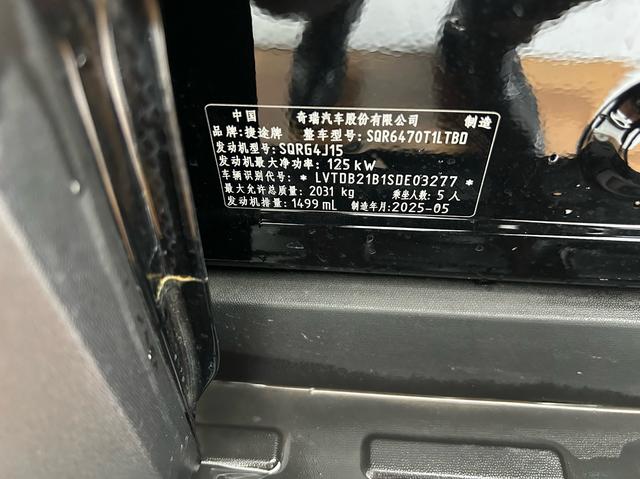 中国 奇瑞汽车股份有限公司 制造
品牌:捷途牌 整车型号:SQR6470T1LTBD
发动机型号:SQRG4J15
发动机最大净功率:125kW
车辆识别代号:* LVTDB21B1SDE03277 *
最大允许总质量:2031 kg 乘坐人数:5人
发动机排量:1499 mL 制造年月:2025-05